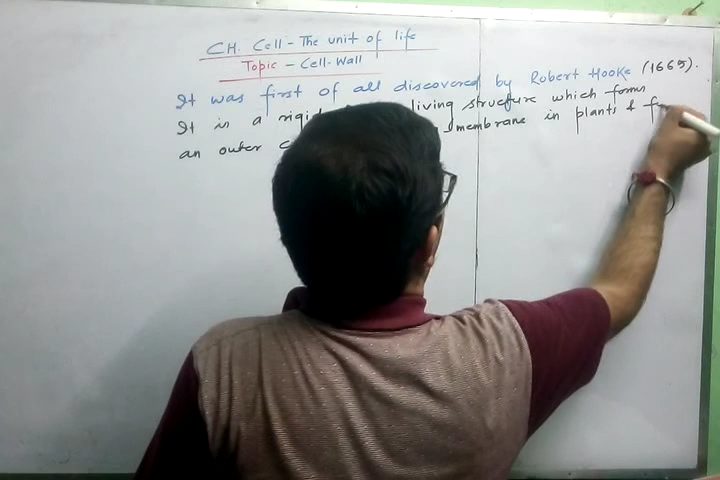 CH. Cell - The unit of life
Topic - Cell-Wall
It was first of all discovered by Robert Hooke (1665).
It is a rigid living structure which forms
an outer membrane in plants &